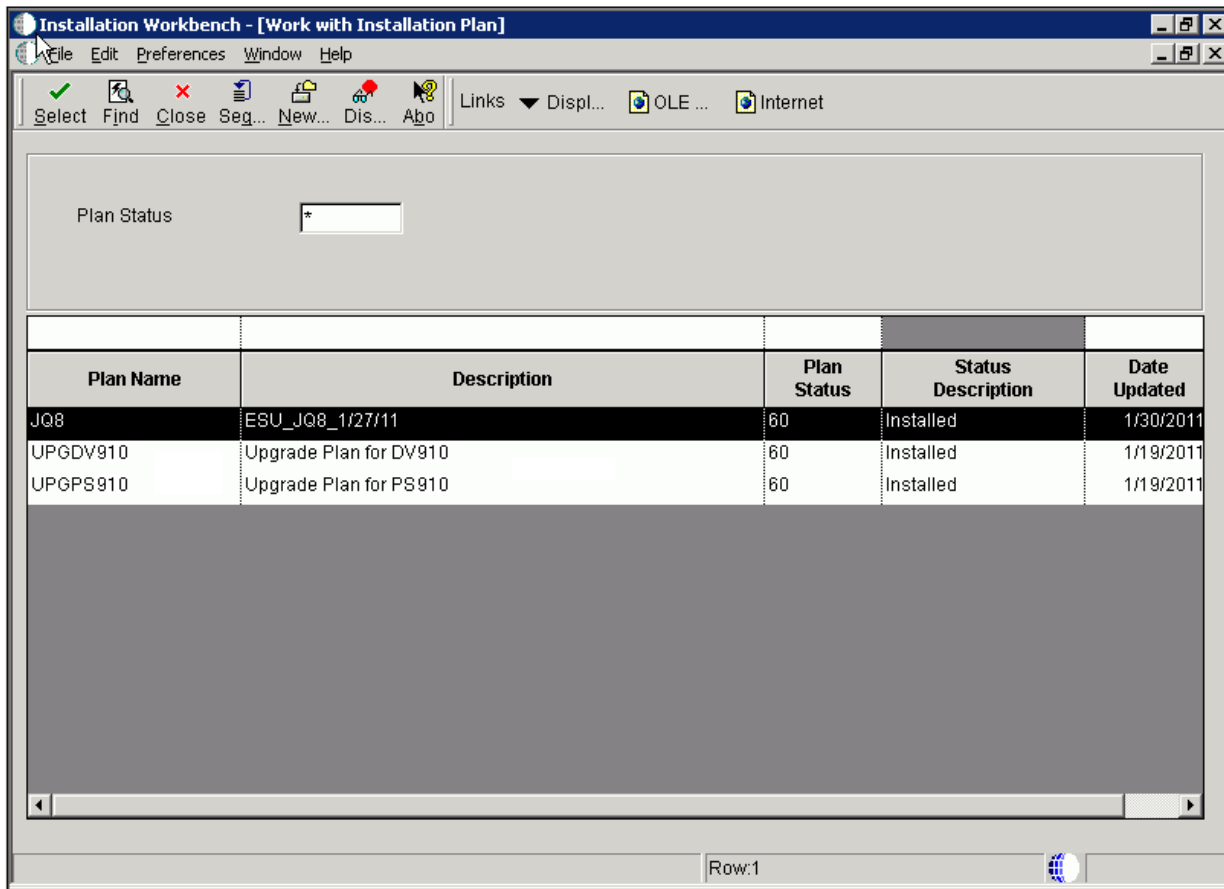 Installation Workbench - [Work with Installation Plan]
File Edit Preferences Window Help
Select Find Close Seq... New... Dis... Abo Links Displ... OLE ... Internet
Plan Status *
Plan Name Description Plan Status Status Description Date Updated
JQ8 ESU_JQ8_1/27/11 60 Installed 1/30/2011
UPGDV910 Upgrade Plan for DV910 60 Installed 1/19/2011
UPGPS910 Upgrade Plan for PS910 60 Installed 1/19/2011
Row:1